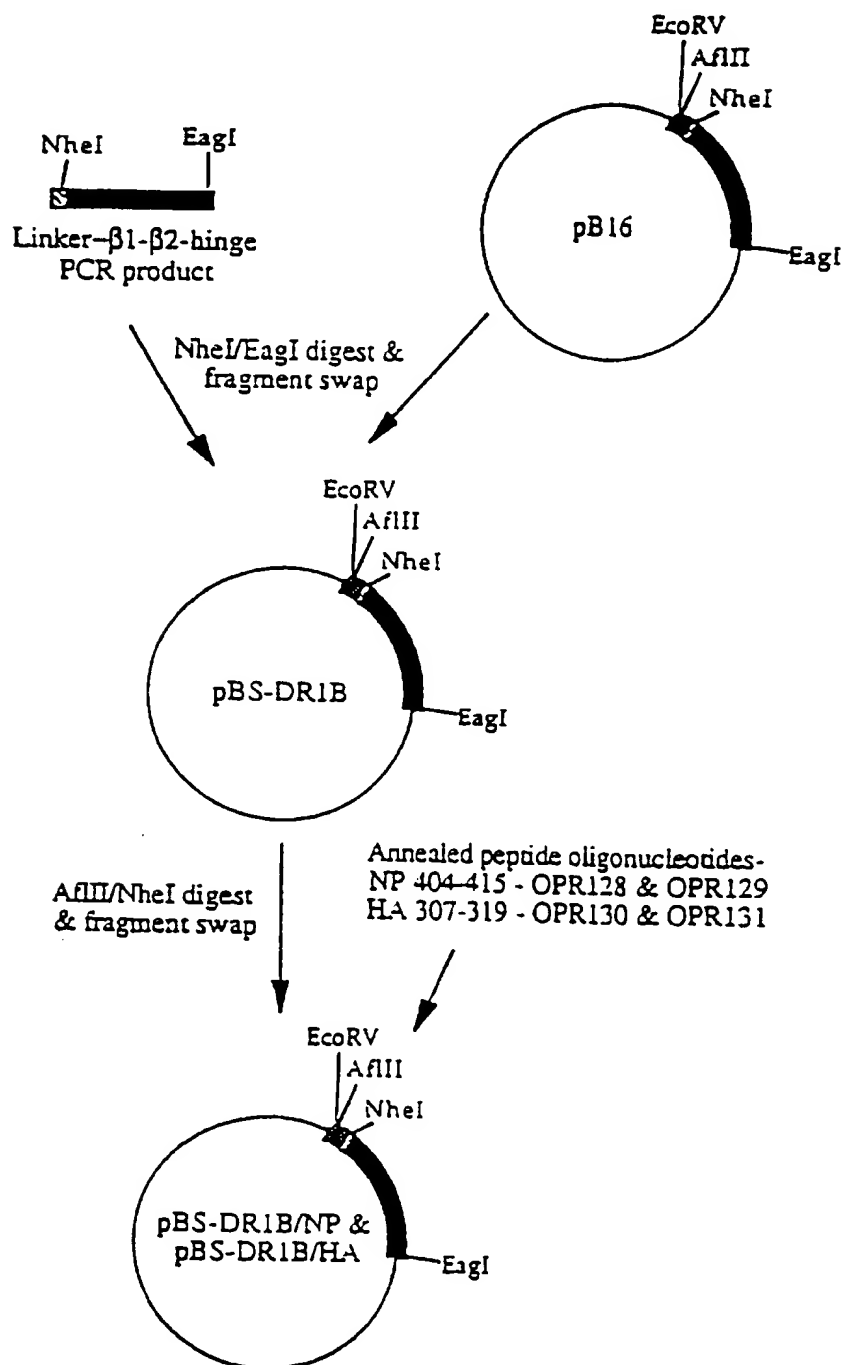 EcoRV
AflII
NheI
pB16
EagI
NheI
EagI
Linker-β1-β2-hinge
PCR product
NheI/EagI digest &
fragment swap
EcoRV
AflII
NheI
pBS-DR1B
EagI
AflII/NheI digest
& fragment swap
Annealed peptide oligonucleotides-
NP 404-415 - OPR128 & OPR129
HA 307-319 - OPR130 & OPR131
EcoRV
AflII
NheI
pBS-DR1B/NP &
pBS-DR1B/HA
EagI